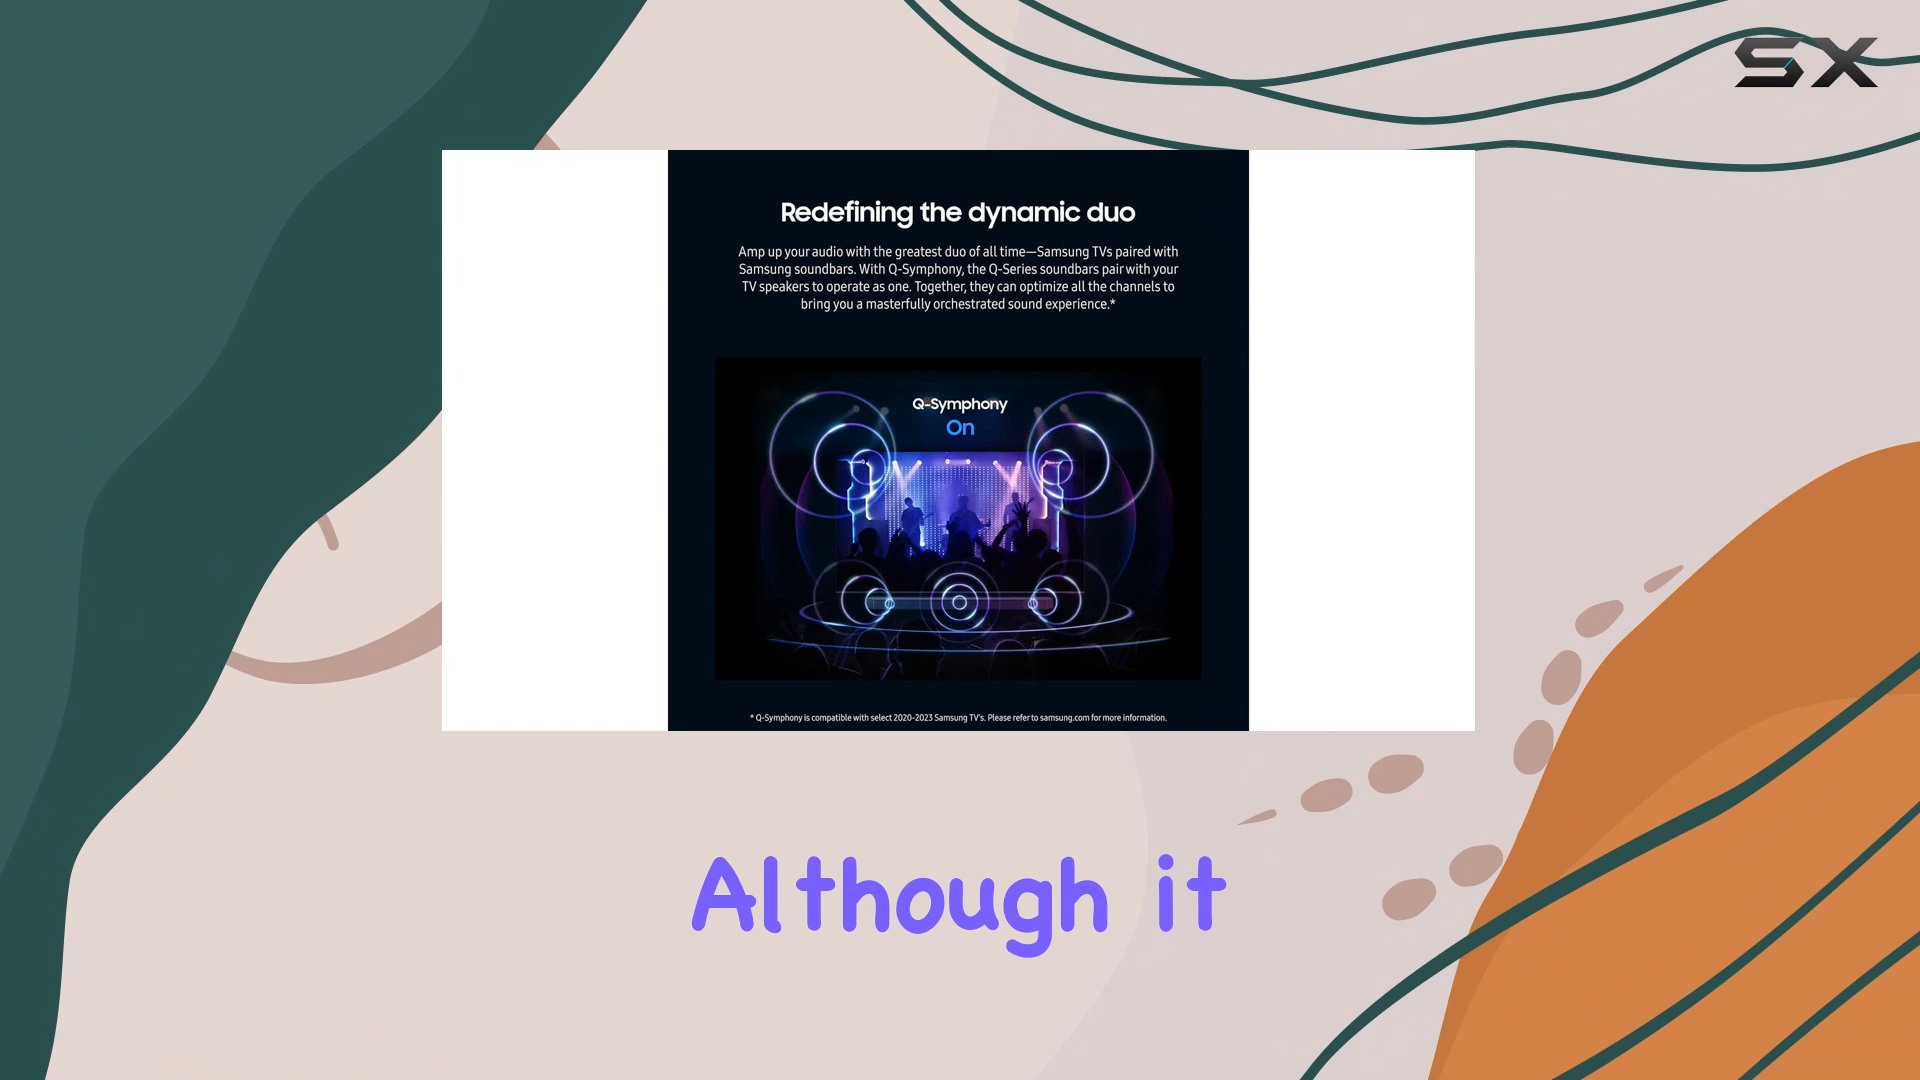 SX
Redefining the dynamic duo
Amp up your audio with the greatest duo of all time—Samsung TVs paired with
Samsung soundbars. With Q-Symphony, the Q-Series soundbars pair with your
TV speakers to operate as one. Together, they can optimize all the channels to
bring you a masterfully orchestrated sound experience.*
Q-Symphony
On
* Q-Symphony is compatible with select 2020-2023 Samsung TV's. Please refer to samsung.com for more information.
Although it